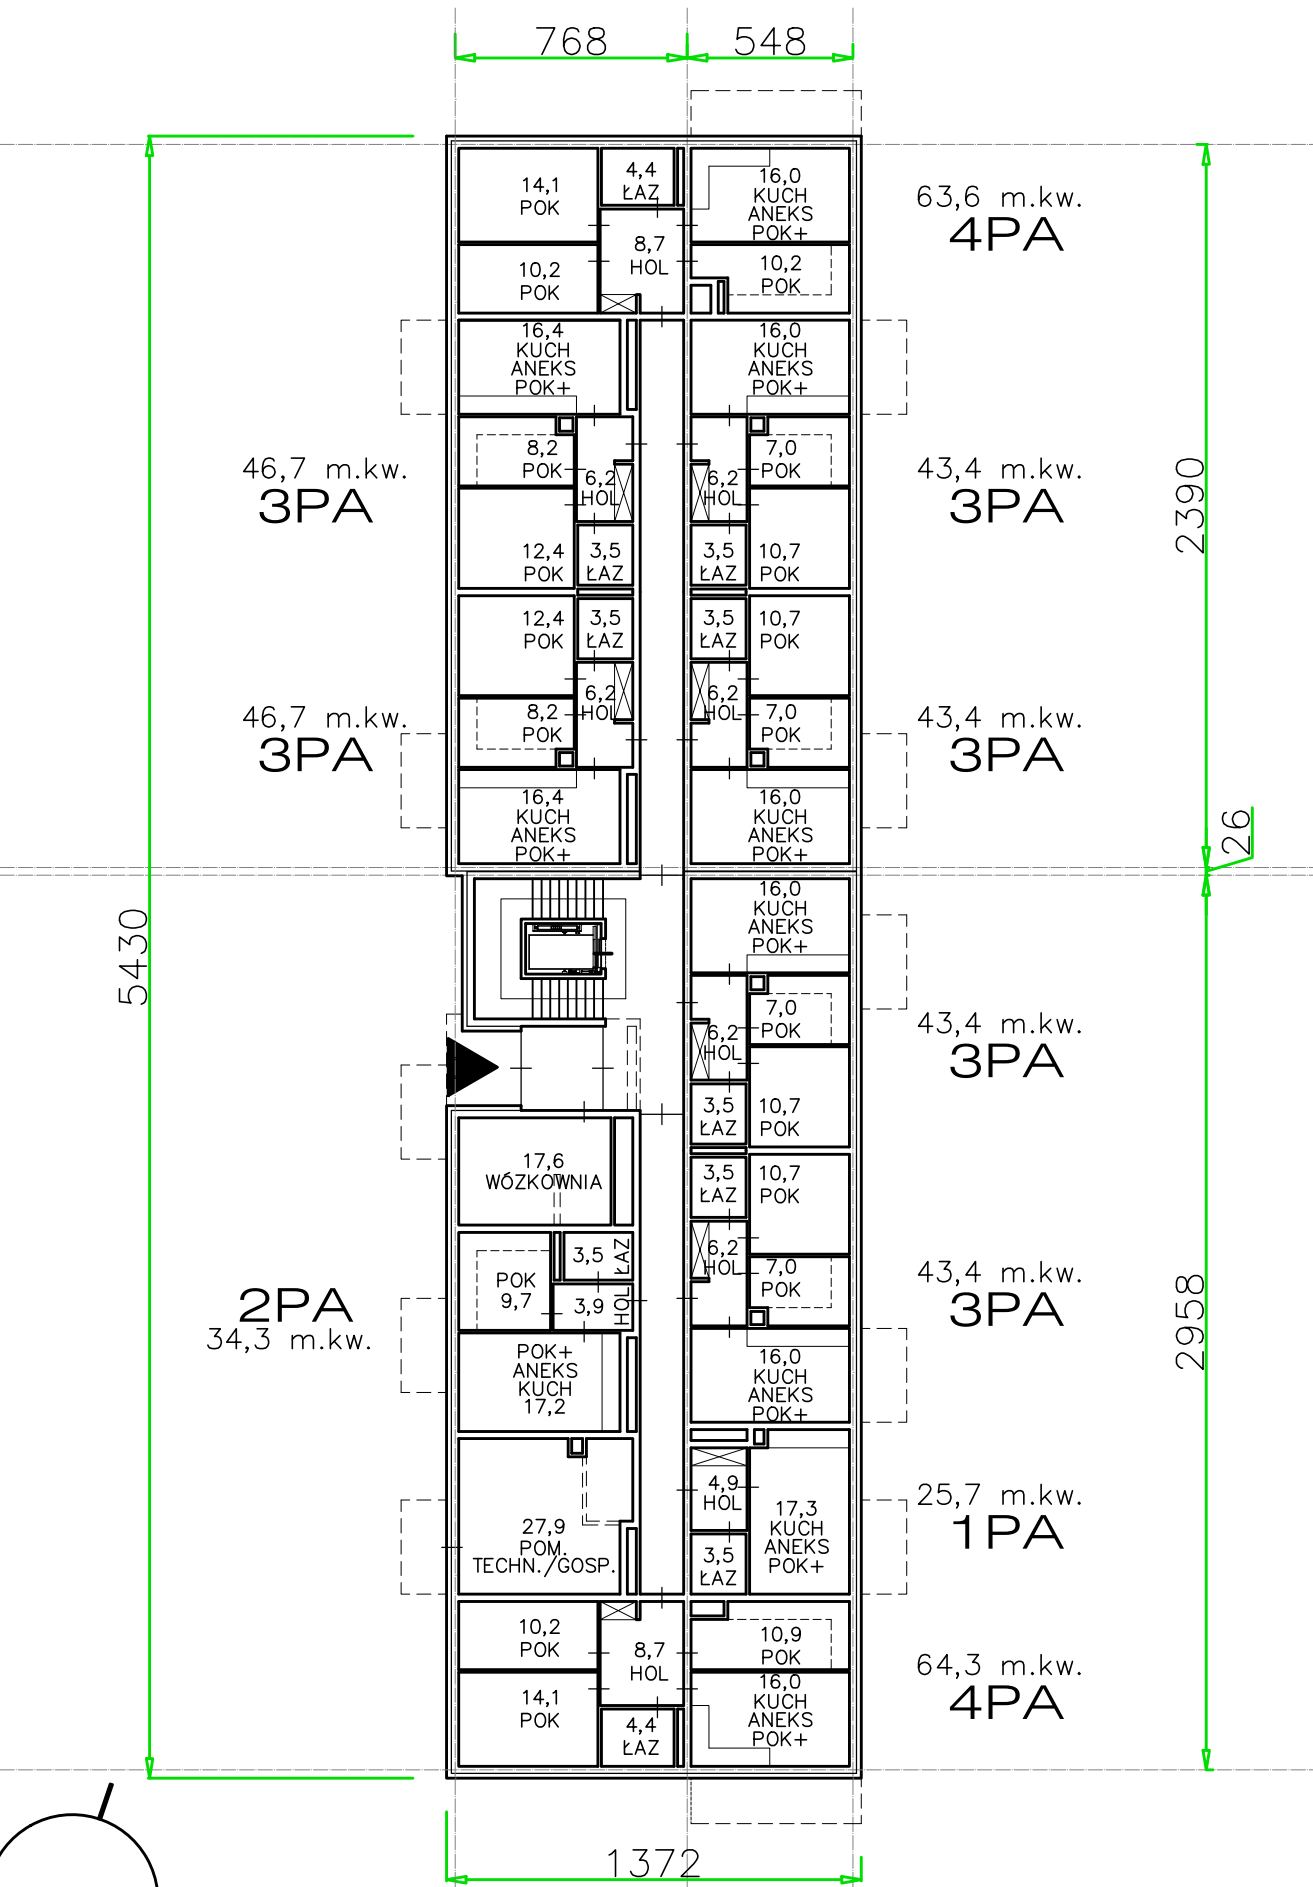 768
548
14,1
POK
4,4
ŁAZ
16,0
KUCH
ANEKS
POK+
63,6 m.kw.
4PA
8,7
HOL
10,2
POK
10,2
POK
16,4
KUCH
ANEKS
POK+
16,0
KUCH
ANEKS
POK+
46,7 m.kw.
3PA
8,2
POK
6,2
HOL
6,2
HOL
7,0
POK
43,4 m.kw.
3PA
2390
12,4
POK
3,5
ŁAZ
3,5
ŁAZ
10,7
POK
12,4
POK
3,5
ŁAZ
3,5
ŁAZ
10,7
POK
46,7 m.kw.
3PA
8,2
POK
6,2
HOL
6,2
HOL
7,0
POK
43,4 m.kw.
3PA
16,4
KUCH
ANEKS
POK+
16,0
KUCH
ANEKS
POK+
26
5430
16,0
KUCH
ANEKS
POK+
6,2
HOL
7,0
POK
43,4 m.kw.
3PA
3,5
ŁAZ
10,7
POK
17,6
WÓZKOWNIA
3,5
ŁAZ
10,7
POK
3,5
ŁAZ
6,2
HOL
7,0
POK
43,4 m.kw.
3PA
2958
2PA
34,3 m.kw.
POK
9,7
3,9
HOL
POK+
ANEKS
KUCH
17,2
16,0
KUCH
ANEKS
POK+
4,9
HOL
17,3
KUCH
ANEKS
POK+
25,7 m.kw.
1PA
27,9
POM.
TECHN./GOSP.
3,5
ŁAZ
10,2
POK
8,7
HOL
10,9
POK
64,3 m.kw.
4PA
14,1
POK
4,4
ŁAZ
16,0
KUCH
ANEKS
POK+
1372